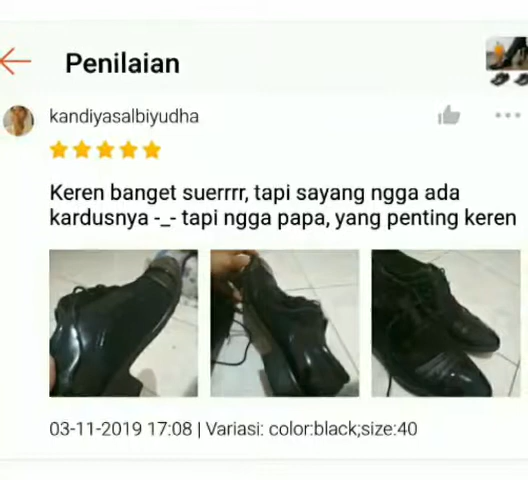 Penilaian
kandiyasalbiyudha
Keren banget suerrrr, tapi sayang ngga ada
kardusnya -_- tapi ngga papa, yang penting keren
03-11-2019 17:08 | Variasi: color:black;size:40